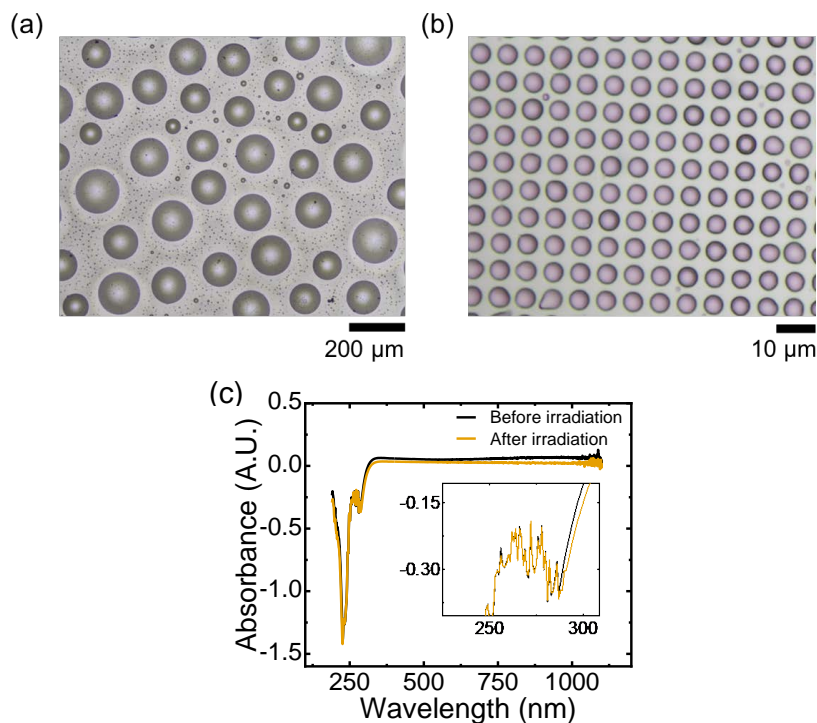 (a)
(b)
200 μm
10 μm
(c)
0.5
0.0
-0.5
-1.0
-1.5
Absorbance (A.U.)
Before irradiation
After irradiation
-0.15
-0.30
250
300
250
500
750
1000
Wavelength (nm)